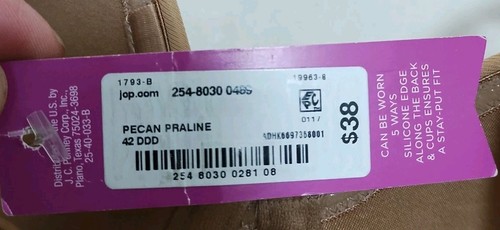 Distributed in the U.S. by
J. C. Penney Corp., Inc.,
Plano, Texas 75024-3698
25-40-033-B
1793-B
19963-8
jcp.com 254-8030 0489
0117
PECAN PRALINE
42 DDD
254 8030 0281 08
$38
CAN BE WORN
5 WAYS
SILICONE EDGE
ALONG THE BACK
& CUPS ENSURES
A STAY-PUT FIT